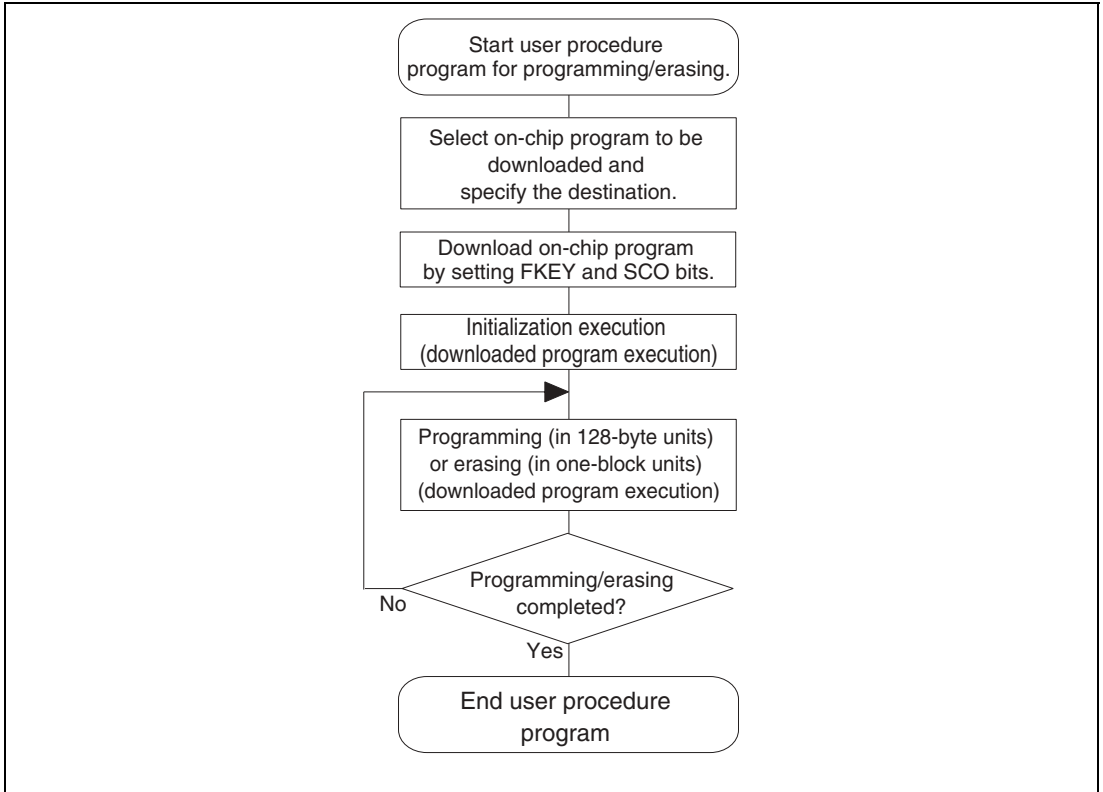 Start user procedure
program for programming/erasing.
Select on-chip program to be
downloaded and
specify the destination.
Download on-chip program
by setting FKEY and SCO bits.
Initialization execution
(downloaded program execution)
Programming (in 128-byte units)
or erasing (in one-block units)
(downloaded program execution)
Programming/erasing
completed?
No
Yes
End user procedure
program